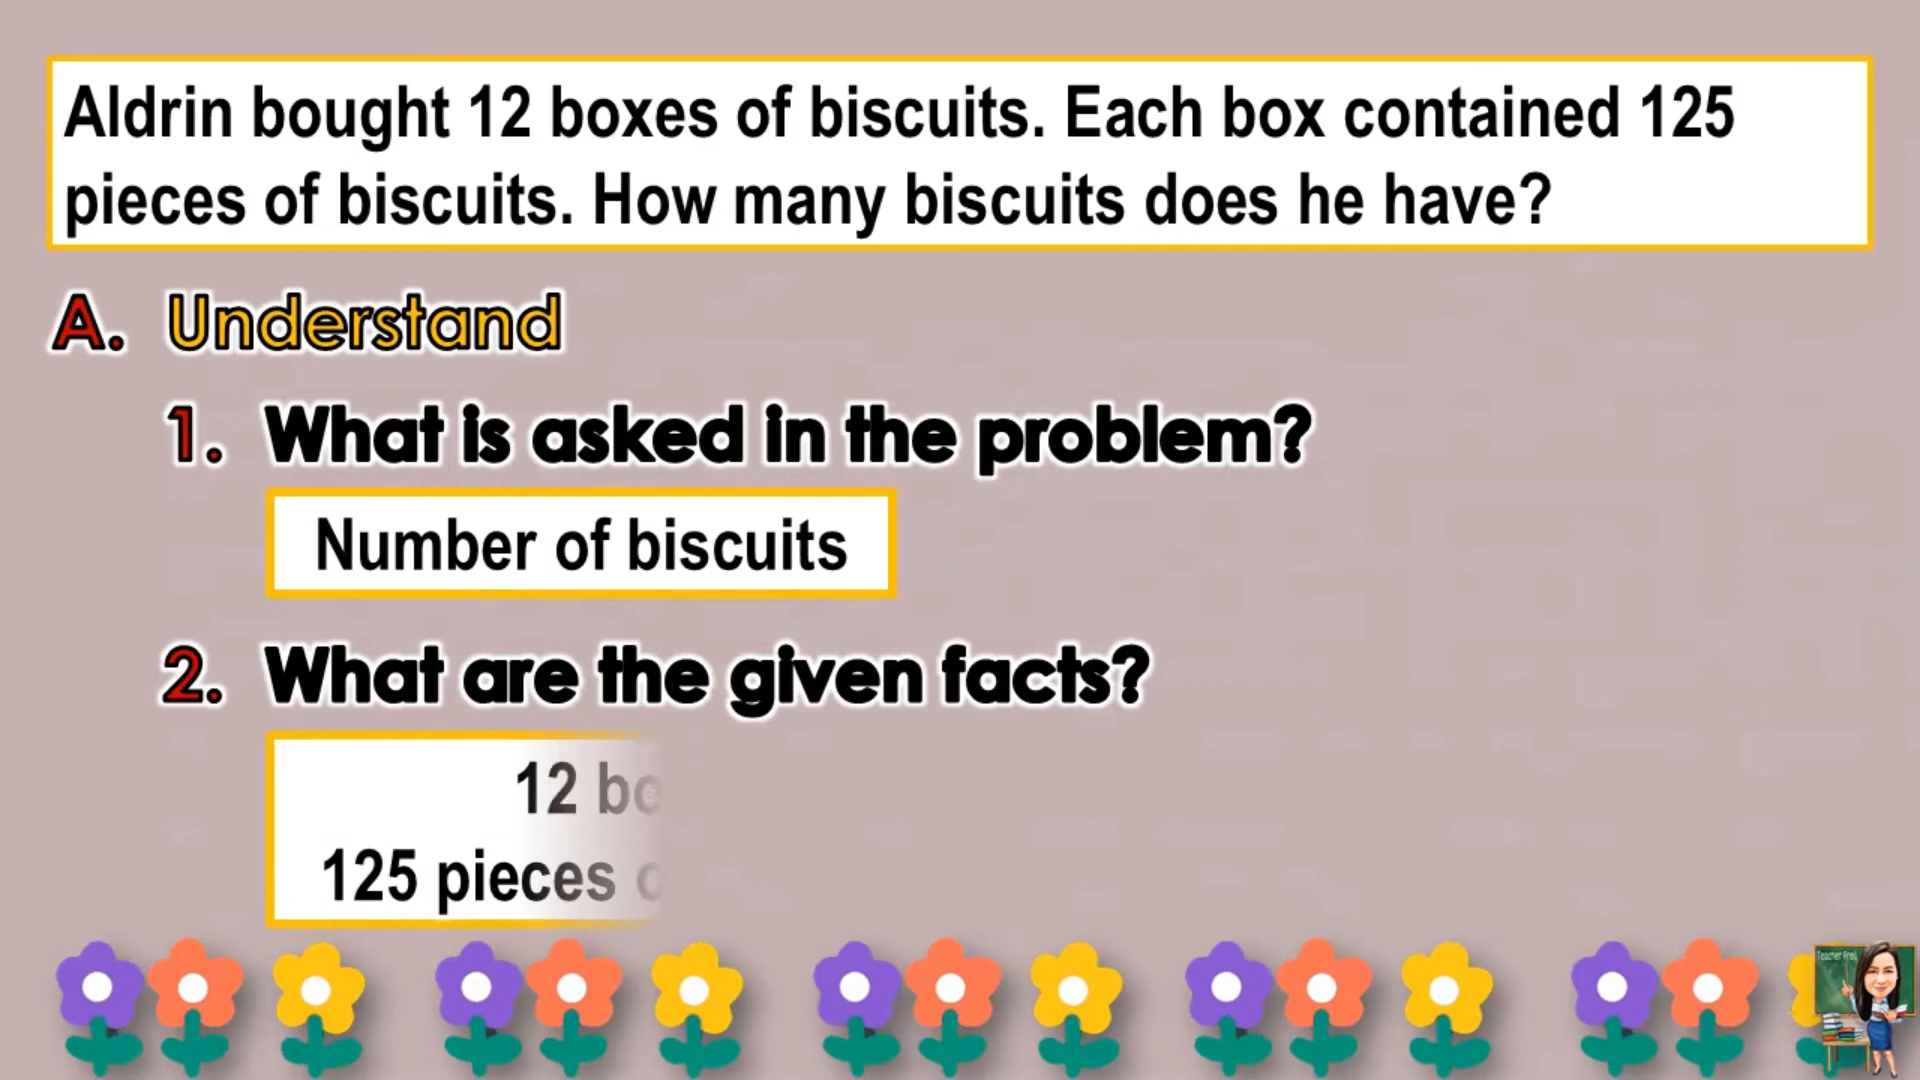 Aldrin bought 12 boxes of biscuits. Each box contained 125
pieces of biscuits. How many biscuits does he have?
A. Understand
1. What is asked in the problem?
Number of biscuits
2. What are the given facts?
12
125 pieces